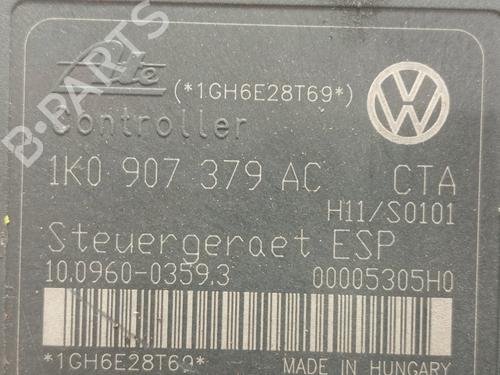 Ate (*1GH6E28T69*)
Controller
1K0 907 379 AC CTA
H11/S0101
Steuergeraet ESP
10.0960-0359.3 00005305H0
*1GH6E28T69*
MADE IN HUNGARY
B-PARTS